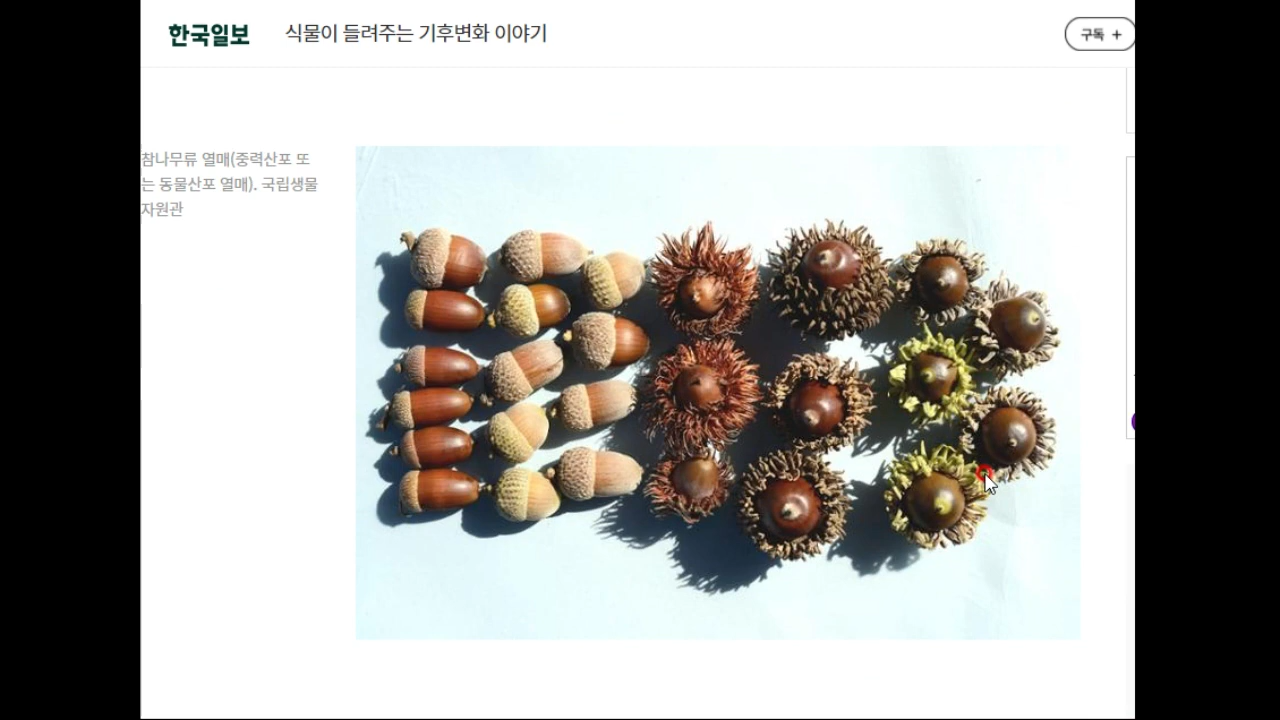 한국일보
식물이 들려주는 기후변화 이야기
구독 +
참나무류 열매(중력산포 또
는 동물산포 열매). 국립생물
자원관